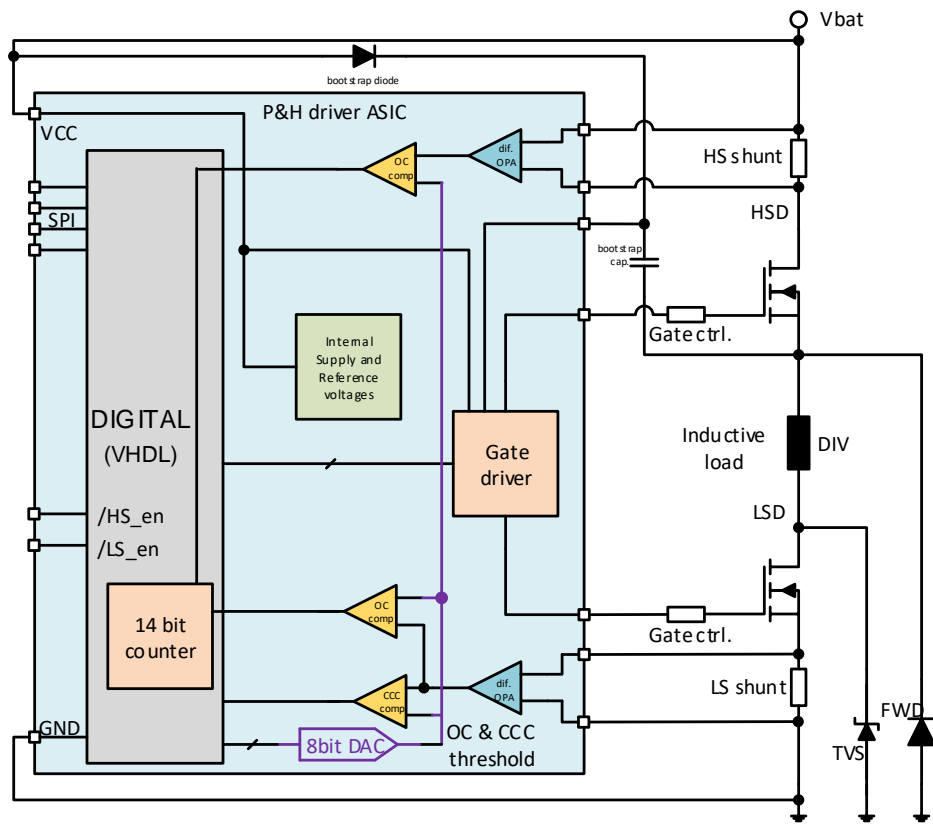 Vbat
bootstrap diode
P&H driver ASIC
VCC
HS shunt
OC
comp
dif.
OPA
SPI
HSD
bootstrap
cap.
Gate ctrl.
Internal
Supply and
Reference
voltages
DIGITAL
(VHDL)
Gate
driver
Inductive
load
DIV
LSD
/HS_en
/LS_en
OC
comp
14 bit
counter
Gate ctrl.
CCC
comp
dif.
OPA
LS shunt
FWD
GND
8bit DAC
OC & CCC
threshold
TVS